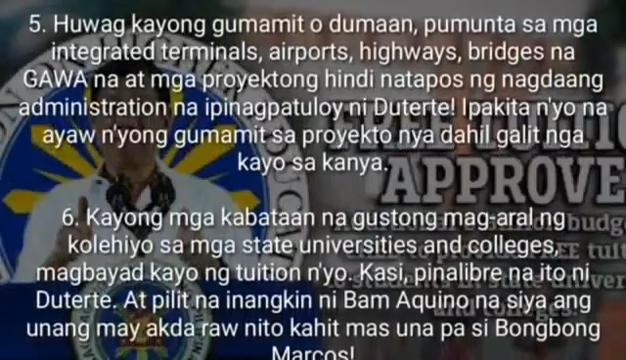 5. Huwag kayong gumamit o dumaan, pumunta sa mga
integrated terminals, airports, highways, bridges na
GAWA na at mga proyektong hindi natapos ng nagdaang
administration na ipinagpatuloy ni Duterte! Ipakita n'yo na
ayaw n'yong gumamit sa proyekto nya dahil galit nga
kayo sa kanya.
6. Kayong mga kabataan na gustong mag-aral ng
kolehiyo sa mga state universities and colleges,
magbayad kayo ng tuition n'yo. Kasi, pinalibre na ito ni
Duterte. At pilit na inangkin ni Bam Aquino na siya ang
unang may akda raw nito kahit mas una pa si Bongbong
Marcos!
FREE TUITIO
APPROVE